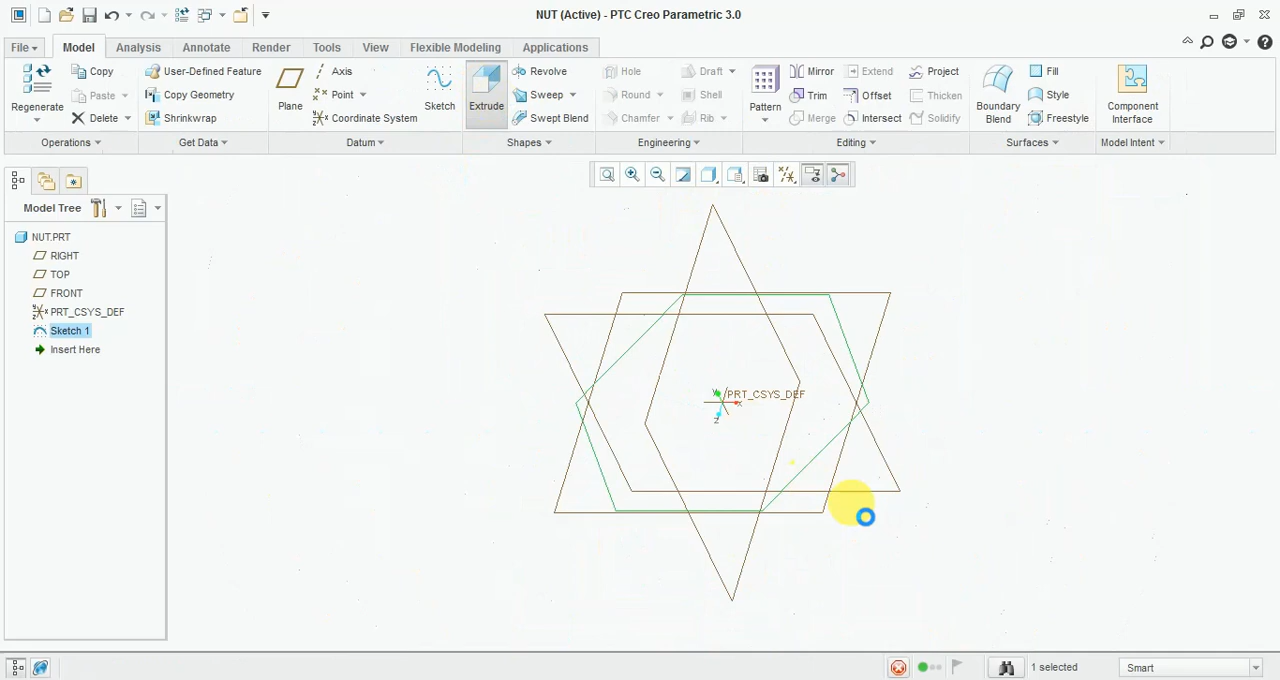 NUT (Active) - PTC Creo Parametric 3.0
File Model Analysis Annotate Render Tools View Flexible Modeling Applications
Regenerate
Copy
Paste
Delete
User-Defined Feature
Copy Geometry
Shrinkwrap
Plane
Axis
Point
Coordinate System
Sketch
Extrude
Revolve
Sweep
Swept Blend
Hole
Round
Chamfer
Draft
Shell
Rib
Pattern
Mirror
Trim
Merge
Extend
Offset
Intersect
Project
Thicken
Solidify
Boundary
Blend
Fill
Style
Freestyle
Component
Interface
Operations Get Data Datum Shapes Engineering Editing Surfaces Model Intent
Model Tree
NUT.PRT
RIGHT
TOP
FRONT
PRT_CSYS_DEF
Sketch 1
Insert Here
Y
PRT_CSYS_DEF
X
Z
1 selected
Smart